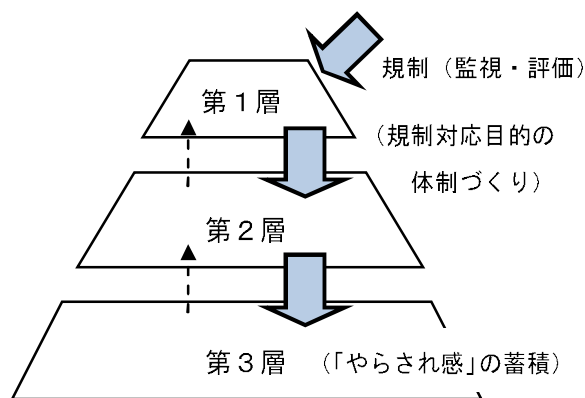 規制（監視・評価）
第１層
（規制対応目的の
体制づくり）
第２層
第３層 （「やらされ感」の蓄積）